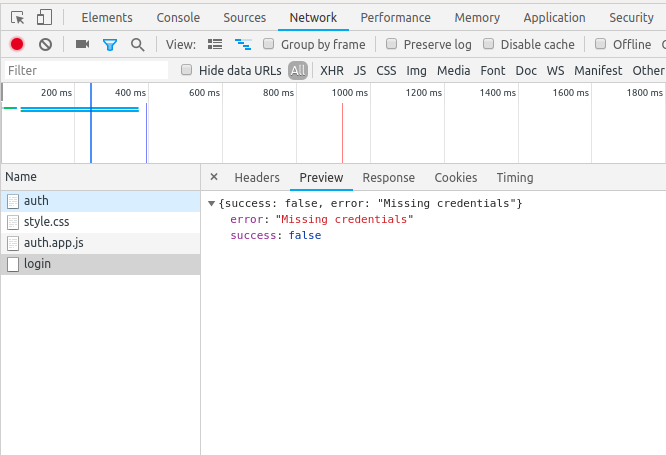 Elements Console Sources Network Performance Memory Application Security
View: Group by frame Preserve log Disable cache Offline
Filter Hide data URLs All XHR JS CSS Img Media Font Doc WS Manifest Other
200 ms 400 ms 600 ms 800 ms 1000 ms 1200 ms 1400 ms 1600 ms 1800 ms
Name × Headers Preview Response Cookies Timing
auth
style.css
auth.app.js
login
{success: false, error: "Missing credentials"}
error: "Missing credentials"
success: false